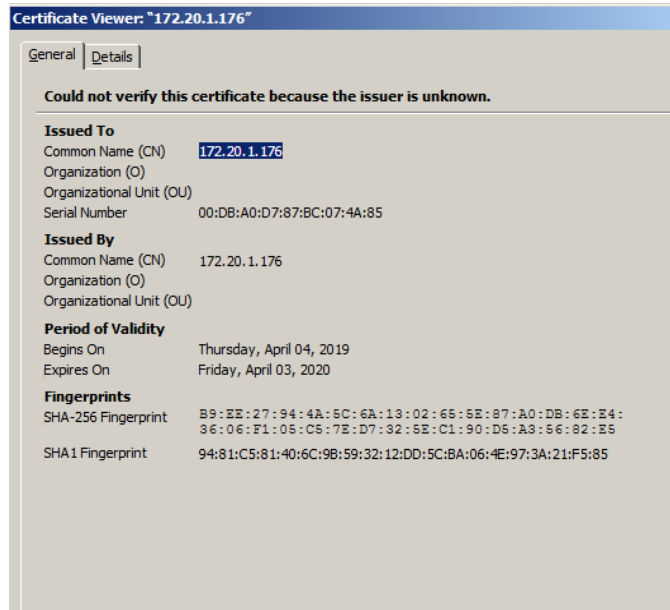 Certificate Viewer: "172.20.1.176"
General Details
Could not verify this certificate because the issuer is unknown.
Issued To
Common Name (CN) 172.20.1.176
Organization (O)
Organizational Unit (OU)
Serial Number 00:DB:A0:D7:87:BC:07:4A:85
Issued By
Common Name (CN) 172.20.1.176
Organization (O)
Organizational Unit (OU)
Period of Validity
Begins On Thursday, April 04, 2019
Expires On Friday, April 03, 2020
Fingerprints
SHA-256 Fingerprint B9:EE:27:94:4A:5C:6A:13:02:65:5E:87:A0:DB:6E:E4:
36:06:F1:05:C5:7E:D7:32:5E:C1:90:D5:A3:56:82:E5
SHA1 Fingerprint 94:81:C5:81:40:6C:9B:59:32:12:DD:5C:BA:06:4E:97:3A:21:F5:85